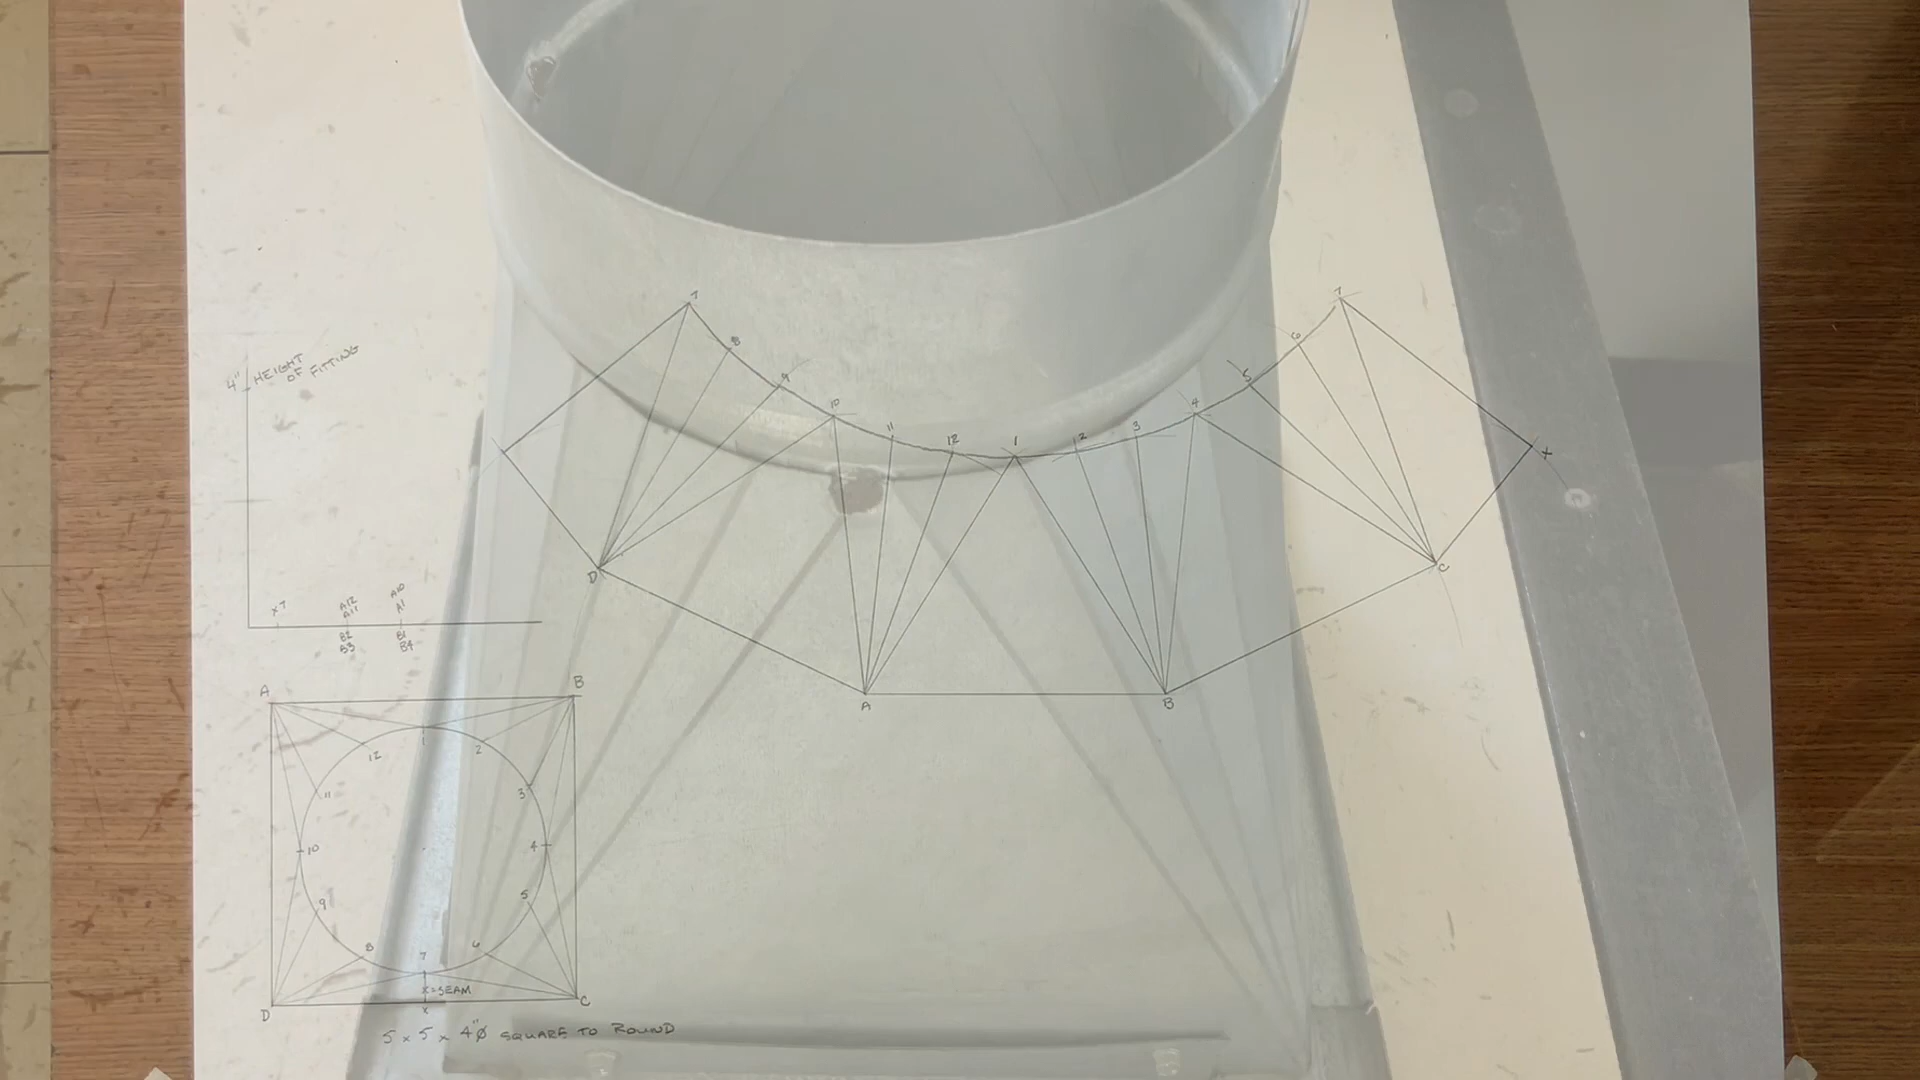 7
7
8
6
4" HEIGHT
OF FITTING
9
5
10
4
11
12
1
2
3
X
D
C
X7
A12
A11
A10
A1
B2
B3
B1
B4
A
B
A
B
1
2
12
3
11
10
4
9
5
8
7
6
X=SEAM
X
D
C
5 x 5 x 4"Ø SQUARE TO ROUND